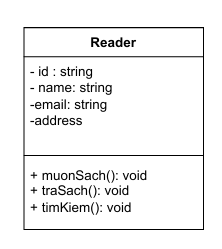 Reader
- id : string
- name: string
-email: string
-address
+ muonSach(): void
+ traSach(): void
+ timKiem(): void